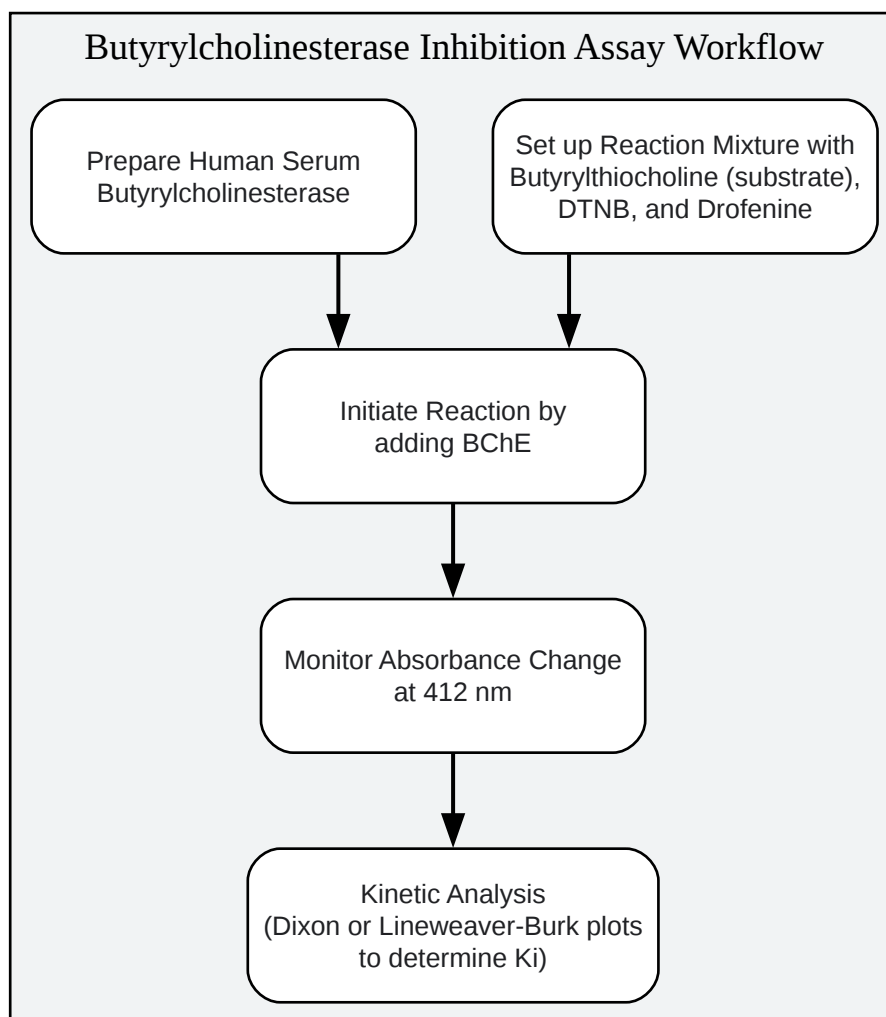 Butyrylcholinesterase Inhibition Assay Workflow
Prepare Human Serum
Butyrylcholinesterase
Set up Reaction Mixture with
Butyrylthiocholine (substrate),
DTNB, and Drofenine
Initiate Reaction by
adding BChE
Monitor Absorbance Change
at 412 nm
Kinetic Analysis
(Dixon or Lineweaver-Burk plots
to determine Ki)